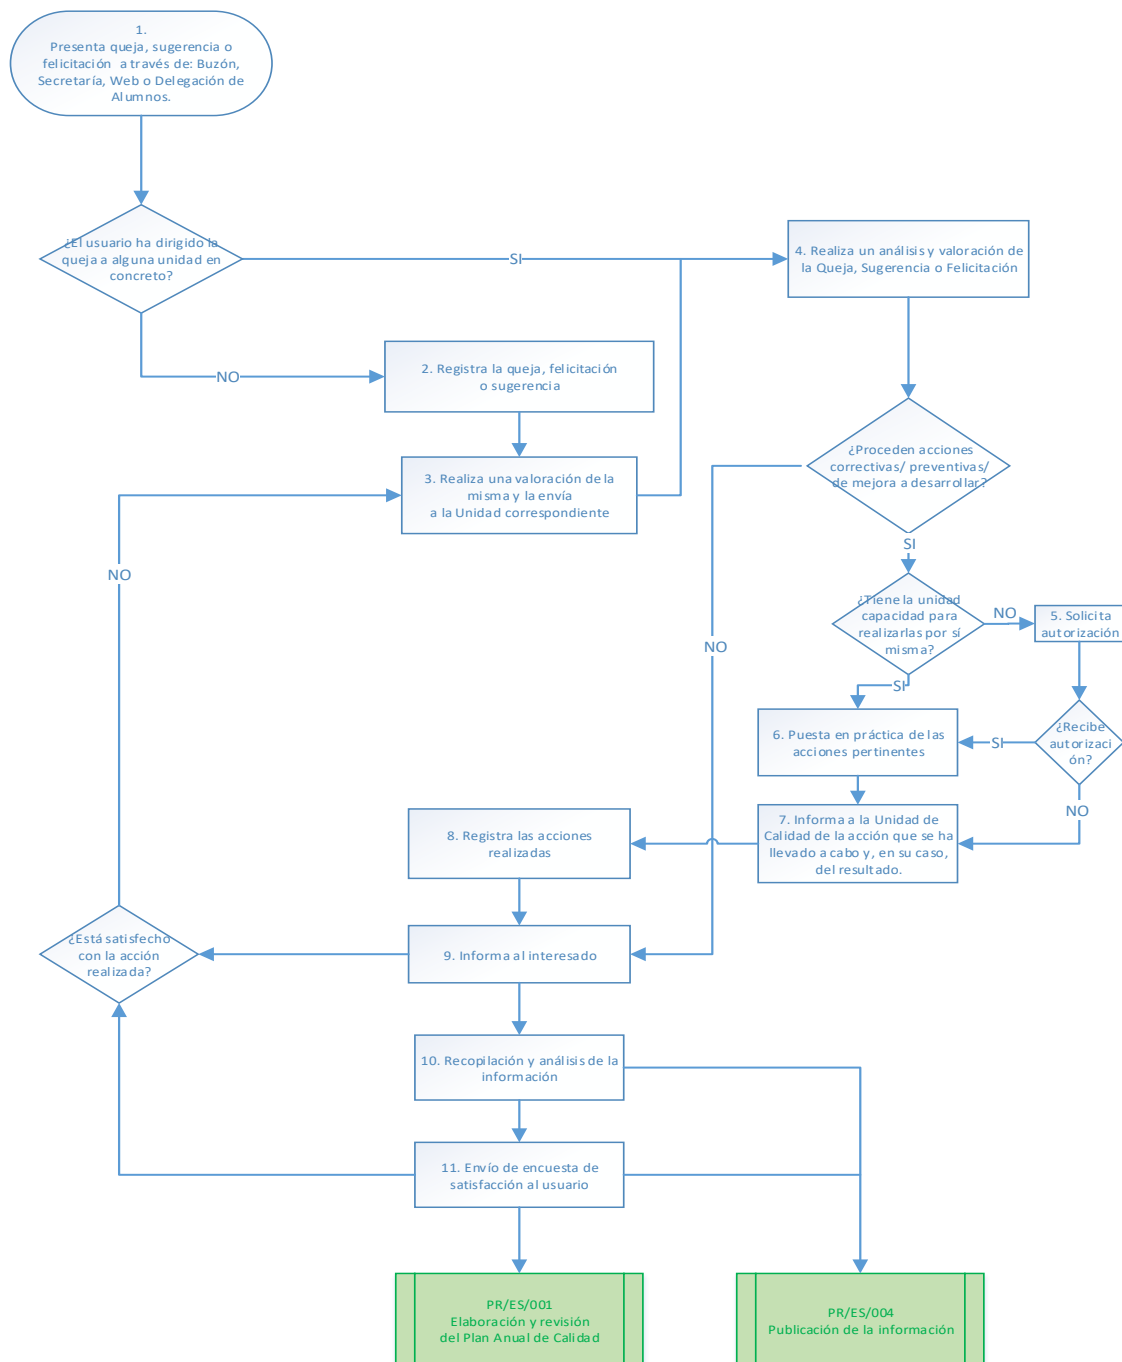 1.
Presenta queja, sugerencia o
felicitación a través de: Buzón,
Secretaría, Web o Delegación de
Alumnos.
¿El usuario ha dirigido la
queja a alguna unidad en
concreto?
SI
4. Realiza un análisis y valoración de
la Queja, Sugerencia o Felicitación
NO
2. Registra la queja, felicitación
o sugerencia
¿Proceden acciones
correctivas/ preventivas/
de mejora a desarrollar?
3. Realiza una valoración de la
misma y la envía
a la Unidad correspondiente
SI
NO
¿Tiene la unidad
capacidad para
realizarlas por sí
misma?
NO
5. Solicita
autorización
NO
SI
6. Puesta en práctica de las
acciones pertinentes
SI
¿Recibe
autorizaci
ón?
NO
7. Informa a la Unidad de
Calidad de la acción que se ha
llevado a cabo y, en su caso,
del resultado.
8. Registra las acciones
realizadas
¿Está satisfecho
con la acción
realizada?
9. Informa al interesado
10. Recopilación y análisis de la
información
11. Envío de encuesta de
satisfacción al usuario
PR/ES/001
Elaboración y revisión
del Plan Anual de Calidad
PR/ES/004
Publicación de la información